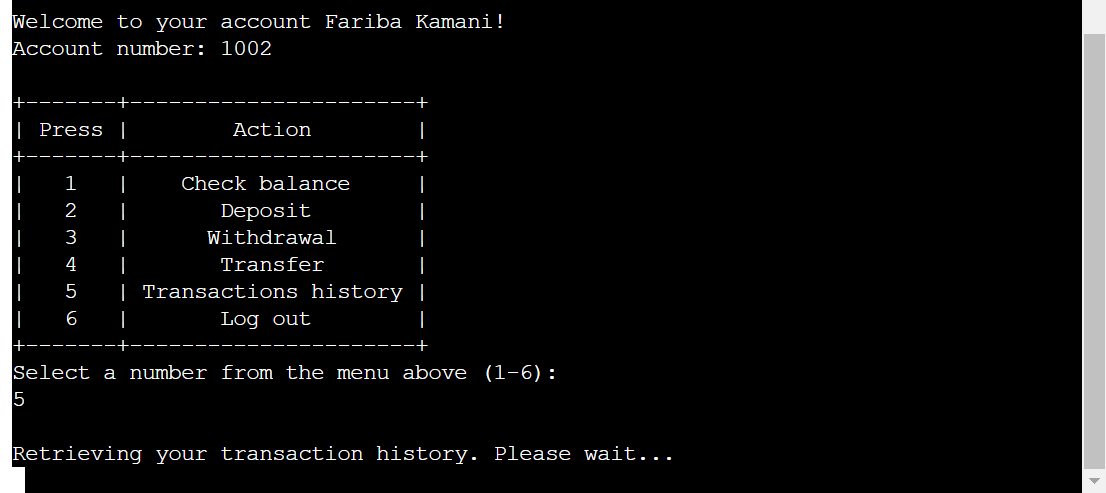 Welcome to your account Fariba Kamani!
Account number: 1002
+-------+----------------------+
| Press |        Action        |
+-------+----------------------+
|   1   |    Check balance     |
|   2   |       Deposit        |
|   3   |      Withdrawal      |
|   4   |       Transfer       |
|   5   | Transactions history |
|   6   |       Log out        |
+-------+----------------------+
Select a number from the menu above (1-6):
5
Retrieving your transaction history. Please wait...